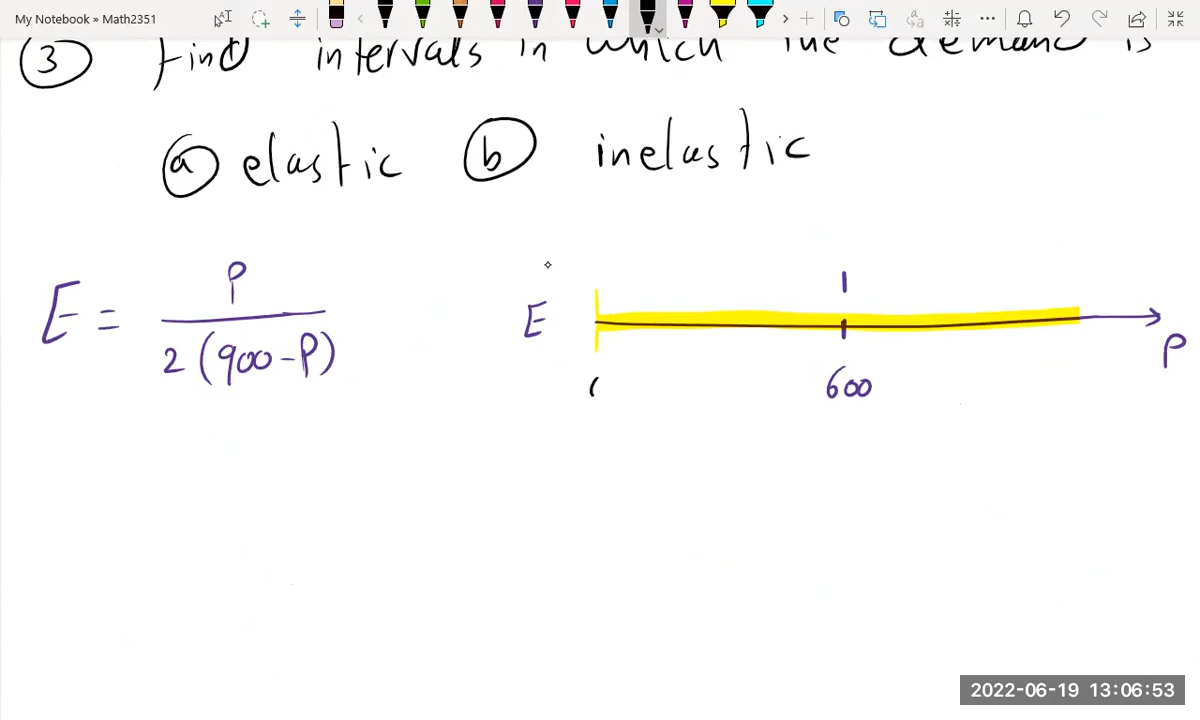 My Notebook » Math2351
③ find intervals in which the demand is
ⓐ elastic ⓑ inelastic
E = P / 2(900-P)
E 1
600 P
2022-06-19 13:06:53